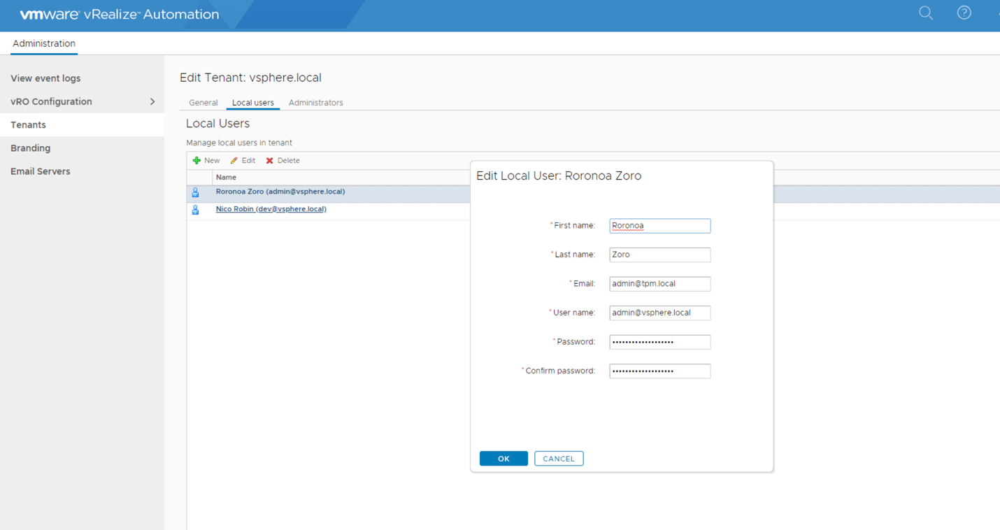 vmware® vRealize™ Automation
Administration
View event logs
vRO Configuration
Tenants
Branding
Email Servers
Edit Tenant: vsphere.local
General Local users Administrators
Local Users
Manage local users in tenant
New Edit Delete
Name
Roronoa Zoro (admin@vsphere.local)
Nico Robin (dev@vsphere.local)
Edit Local User: Roronoa Zoro
*First name: Roronoa
*Last name: Zoro
*Email: admin@tpm.local
*User name: admin@vsphere.local
*Password: •••••••••••••••••••
*Confirm password: •••••••••••••••••••
OK CANCEL